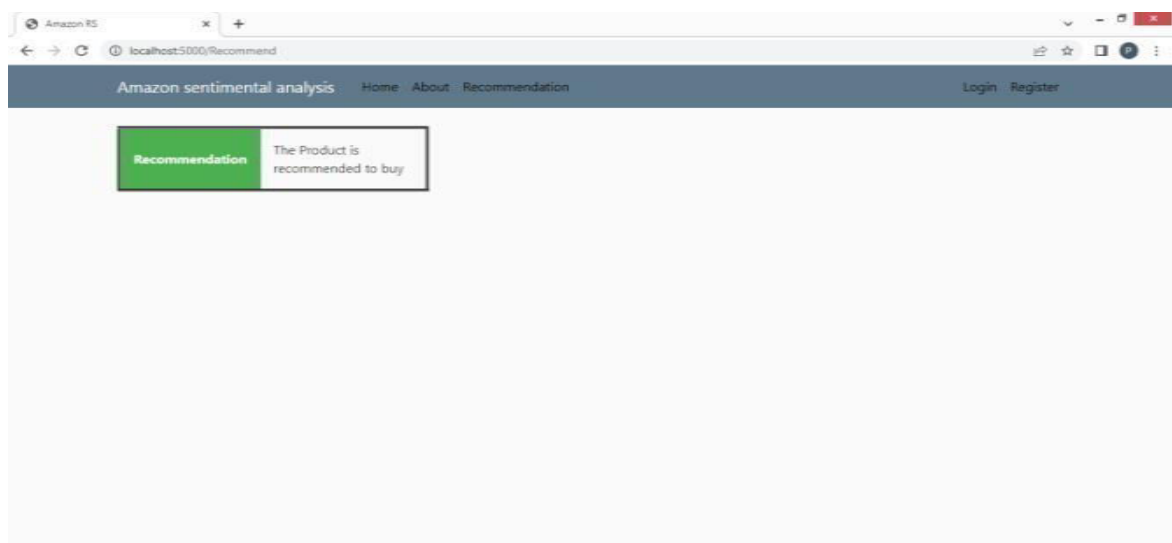 Amazon RS
localhost:5000/Recommend
P
Amazon sentimental analysis Home About Recommendation Login Register
Recommendation
The Product is
recommended to buy